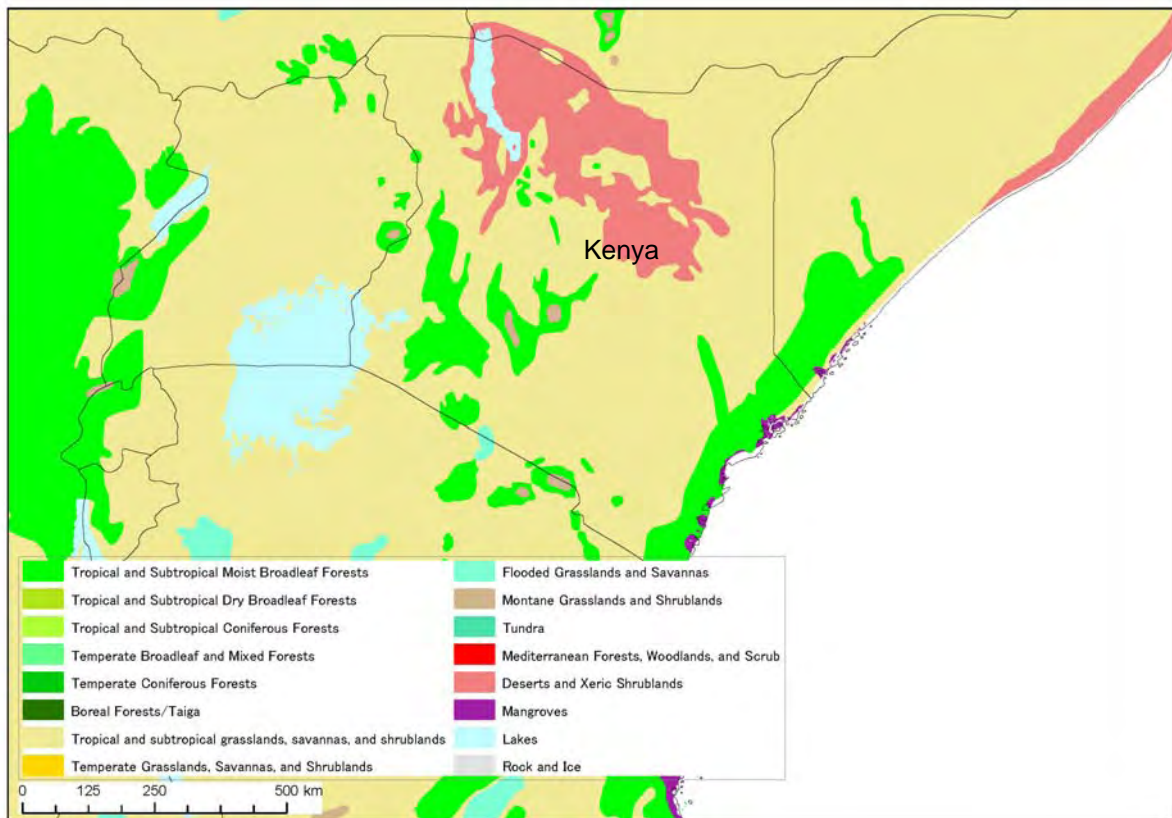 Kenya
Tropical and Subtropical Moist Broadleaf Forests
Tropical and Subtropical Dry Broadleaf Forests
Tropical and Subtropical Coniferous Forests
Temperate Broadleaf and Mixed Forests
Temperate Coniferous Forests
Boreal Forests/Taiga
Tropical and subtropical grasslands, savannas, and shrublands
Temperate Grasslands, Savannas, and Shrublands
Flooded Grasslands and Savannas
Montane Grasslands and Shrublands
Tundra
Mediterranean Forests, Woodlands, and Scrub
Deserts and Xeric Shrublands
Mangroves
Lakes
Rock and Ice
0 125 250 500 km